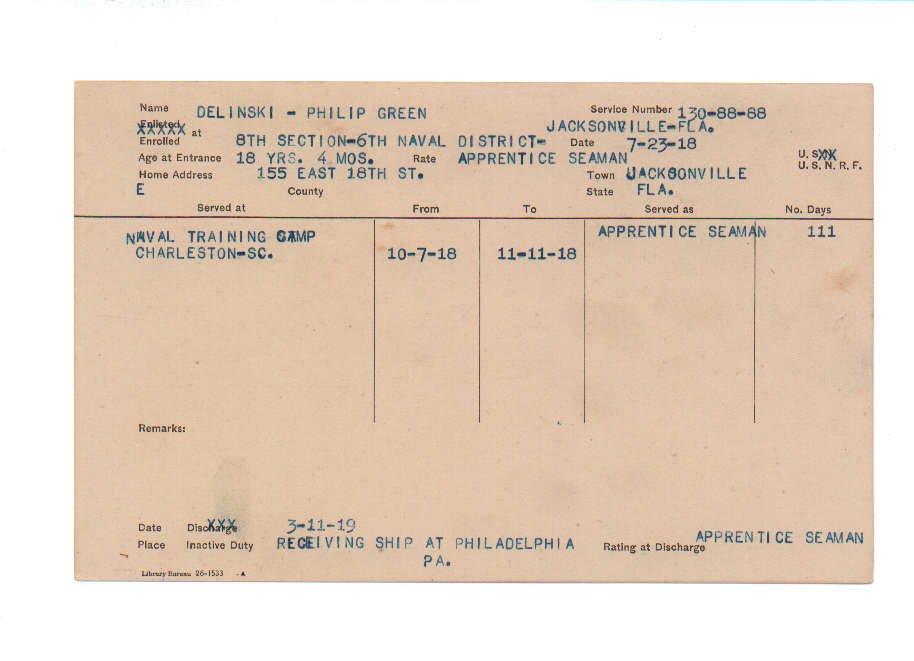 Name DELINSKI - PHILIP GREEN Service Number 130-88-88
Enlisted XXXXX at JACKSONVILLE-FLA.
Enrolled 8TH SECTION-6TH NAVAL DISTRICT- Date 7-23-18
Age at Entrance 18 YRS. 4 MOS. Rate APPRENTICE SEAMAN U. S. XX
U. S. N. R. F.
Home Address 155 EAST 18TH ST. Town JACKSONVILLE
E County State FLA.
Served at From To Served as No. Days
NAVAL TRAINING CAMP APPRENTICE SEAMAN 111
CHARLESTON-SC. 10-7-18 11-11-18
Remarks:
Date Discharge XXX 3-11-19
Place Inactive Duty RECEIVING SHIP AT PHILADELPHIA Rating at Discharge APPRENTICE SEAMAN
PA.
Library Bureau 26-1533 - A